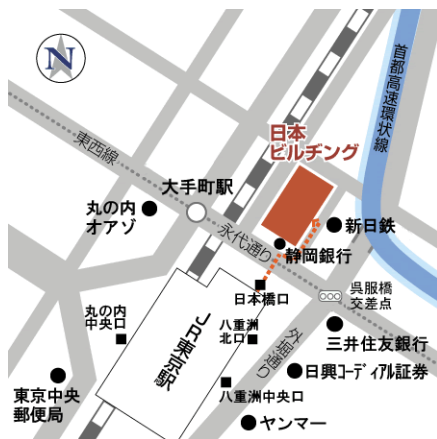 N
首都高速環状線
日本
ビルヂング
東西線
大手町駅
丸の内
オアゾ
永代通り
新日鉄
静岡銀行
日本橋口
呉服橋
交差点
丸の内
中央口
JR東京駅
八重洲
北口
外堀通り
三井住友銀行
日興コーディアル証券
東京中央
郵便局
八重洲中央口
ヤンマー